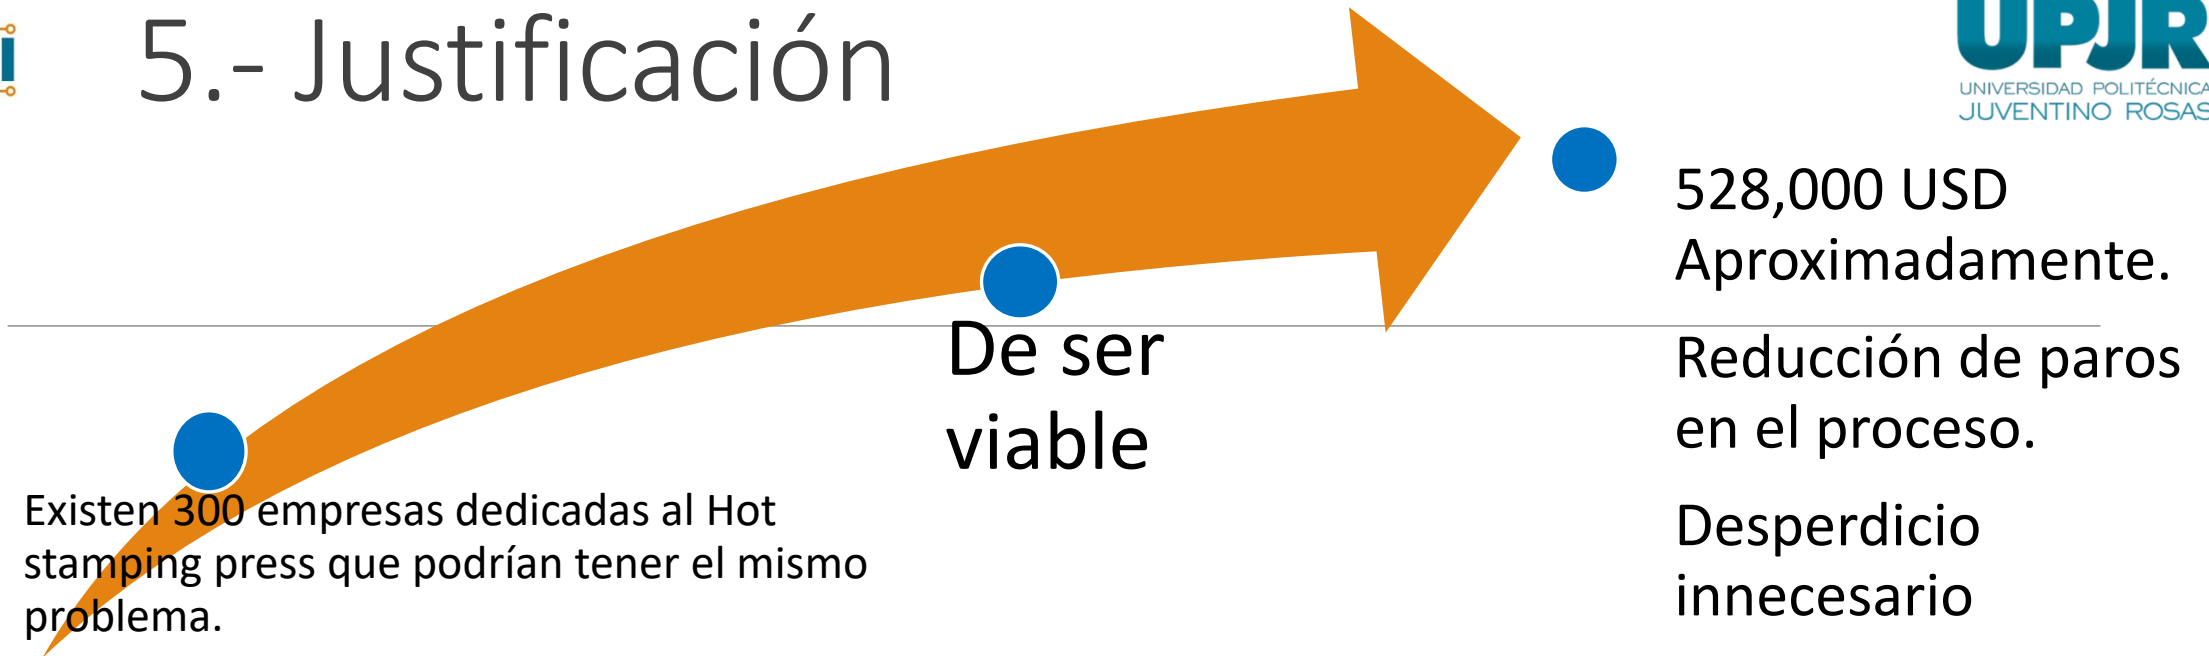 5.- Justificación
UPJR
UNIVERSIDAD POLITÉCNICA
JUVENTINO ROSAS
Existen 300 empresas dedicadas al Hot
stamping press que podrían tener el mismo
problema.
De ser
viable
528,000 USD
Aproximadamente.
Reducción de paros
en el proceso.
Desperdicio
innecesario